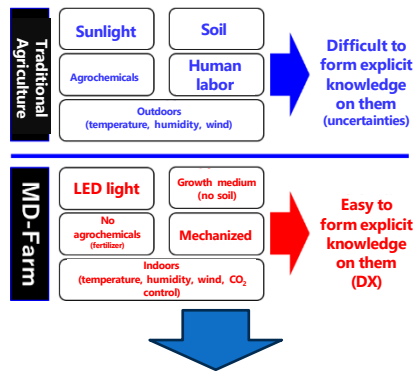 Traditional
Agriculture
Sunlight
Soil
Agrochemicals
Human
labor
Outdoors
(temperature, humidity, wind)
Difficult to
form explicit
knowledge
on them
(uncertainties)
MD-Farm
LED light
Growth medium
(no soil)
No
agrochemicals
(fertilizer)
Mechanized
Indoors
(temperature, humidity, wind, CO₂
control)
Easy to
form explicit
knowledge
on them
(DX)